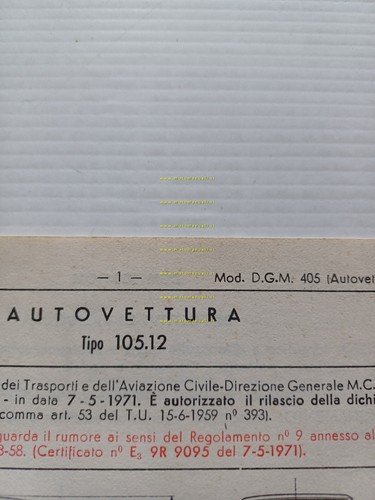 — 1 —
Mod. D.G.M. 405 (Autovet
AUTOVETTURA
Tipo 105.12
dei Trasporti e dell'Aviazione Civile-Direzione Generale M.C.
- in data 7-5-1971. È autorizzato il rilascio della dichi
comma art. 53 del T.U. 15-6-1959 nº 393).
guarda il rumore ai sensi del Regolamento nº 9 annesso al
3-58. (Certificato nº E3 9R 9095 del 7-5-1971).